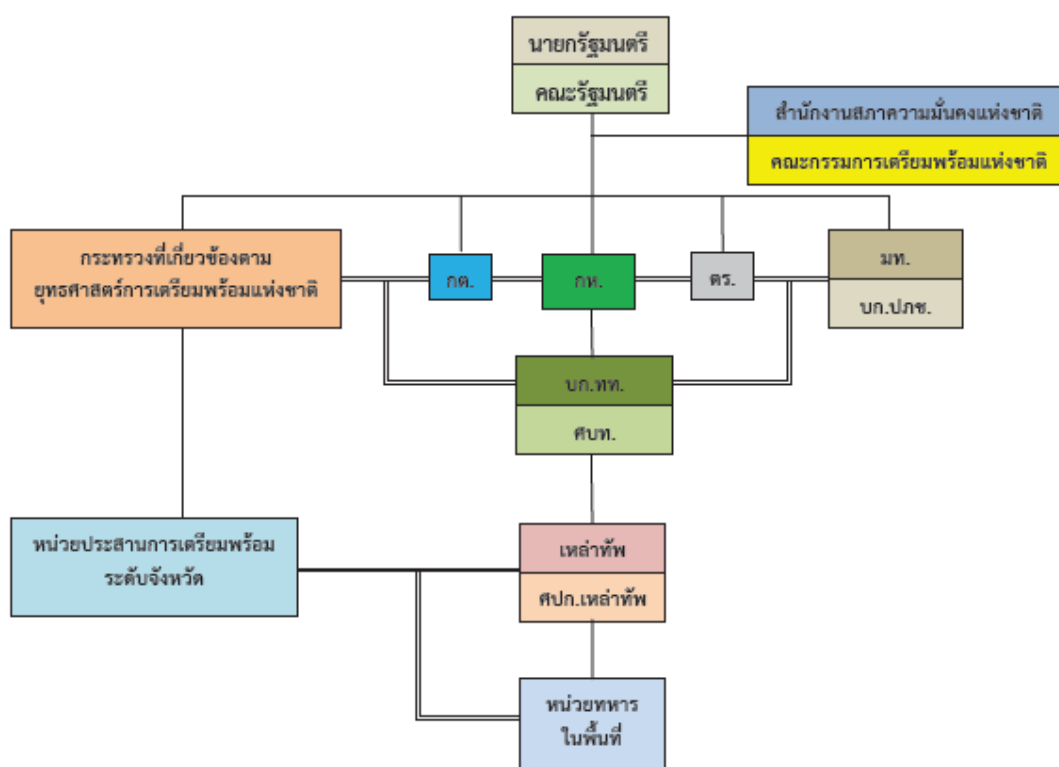 นายกรัฐมนตรี
คณะรัฐมนตรี
สำนักงานสภาความมั่นคงแห่งชาติ
คณะกรรมการเตรียมพร้อมแห่งชาติ
กระทรวงที่เกี่ยวข้องตาม
ยุทธศาสตร์การเตรียมพร้อมแห่งชาติ
กต.
กห.
ตร.
มท.
บก.ปภช.
บก.ทท.
ศบท.
หน่วยประสานการเตรียมพร้อม
ระดับจังหวัด
เหล่าทัพ
ศปก.เหล่าทัพ
หน่วยทหาร
ในพื้นที่